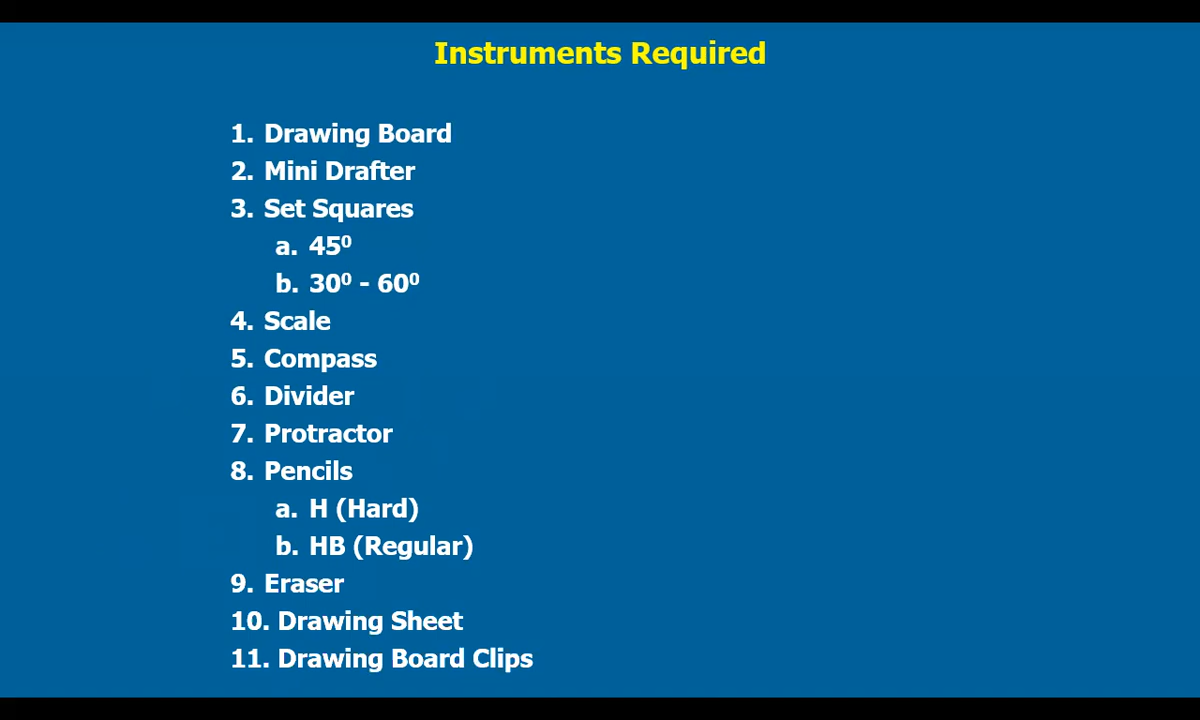 Instruments Required
1. Drawing Board
2. Mini Drafter
3. Set Squares
a. 45⁰
b. 30⁰ - 60⁰
4. Scale
5. Compass
6. Divider
7. Protractor
8. Pencils
a. H (Hard)
b. HB (Regular)
9. Eraser
10. Drawing Sheet
11. Drawing Board Clips